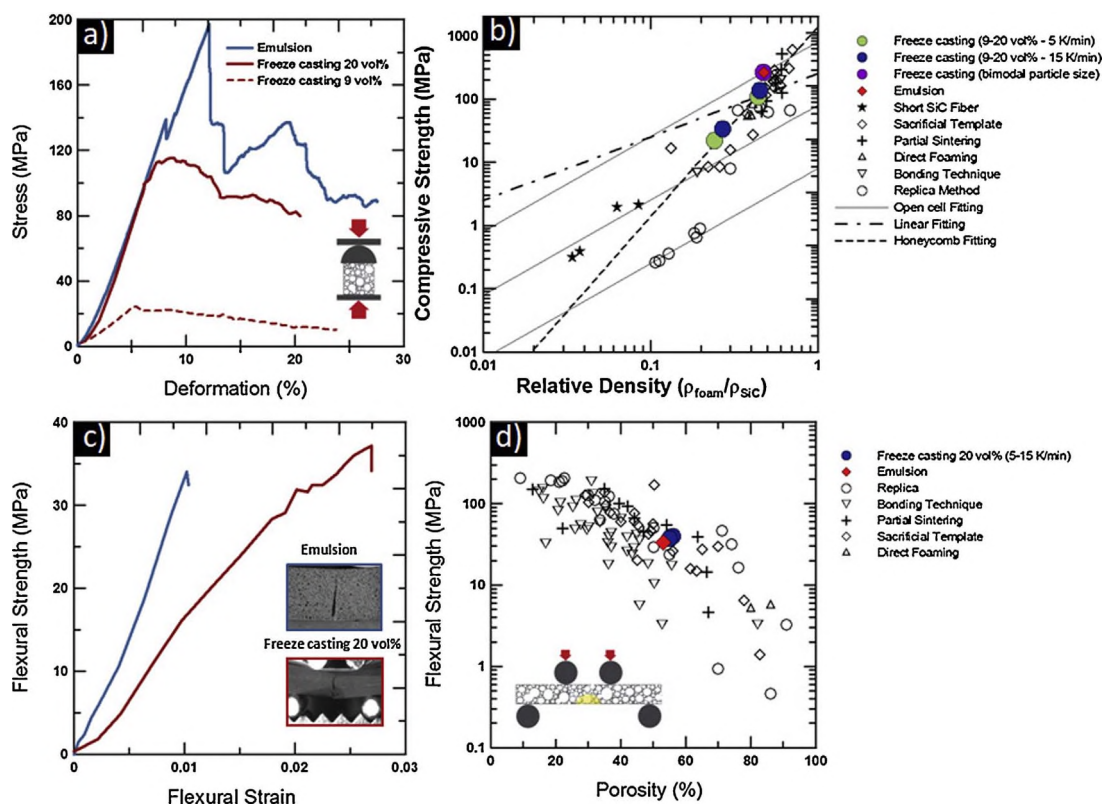 a)
Emulsion
Freeze casting 20 vol%
Freeze casting 9 vol%
200
160
120
80
40
0
Stress (MPa)
0
10
20
30
Deformation (%)
b)
1000
100
10
1
0.1
0.01
Compressive Strength (MPa)
0.01
0.1
1
Relative Density (ρfoam/ρSiC)
Freeze casting (9-20 vol% - 5 K/min)
Freeze casting (9-20 vol% - 15 K/min)
Freeze casting (bimodal particle size)
Emulsion
Short SiC Fiber
Sacrificial Template
Partial Sintering
Direct Foaming
Bonding Technique
Replica Method
Open cell Fitting
Linear Fitting
Honeycomb Fitting
c)
40
30
20
10
0
Flexural Strength (MPa)
Emulsion
Freeze casting 20 vol%
0
0.01
0.02
0.03
Flexural Strain
d)
1000
100
10
1
0.1
Flexural Strength (MPa)
0
20
40
60
80
100
Porosity (%)
Freeze casting 20 vol% (5-15 K/min)
Emulsion
Replica
Bonding Technique
Partial Sintering
Sacrificial Template
Direct Foaming